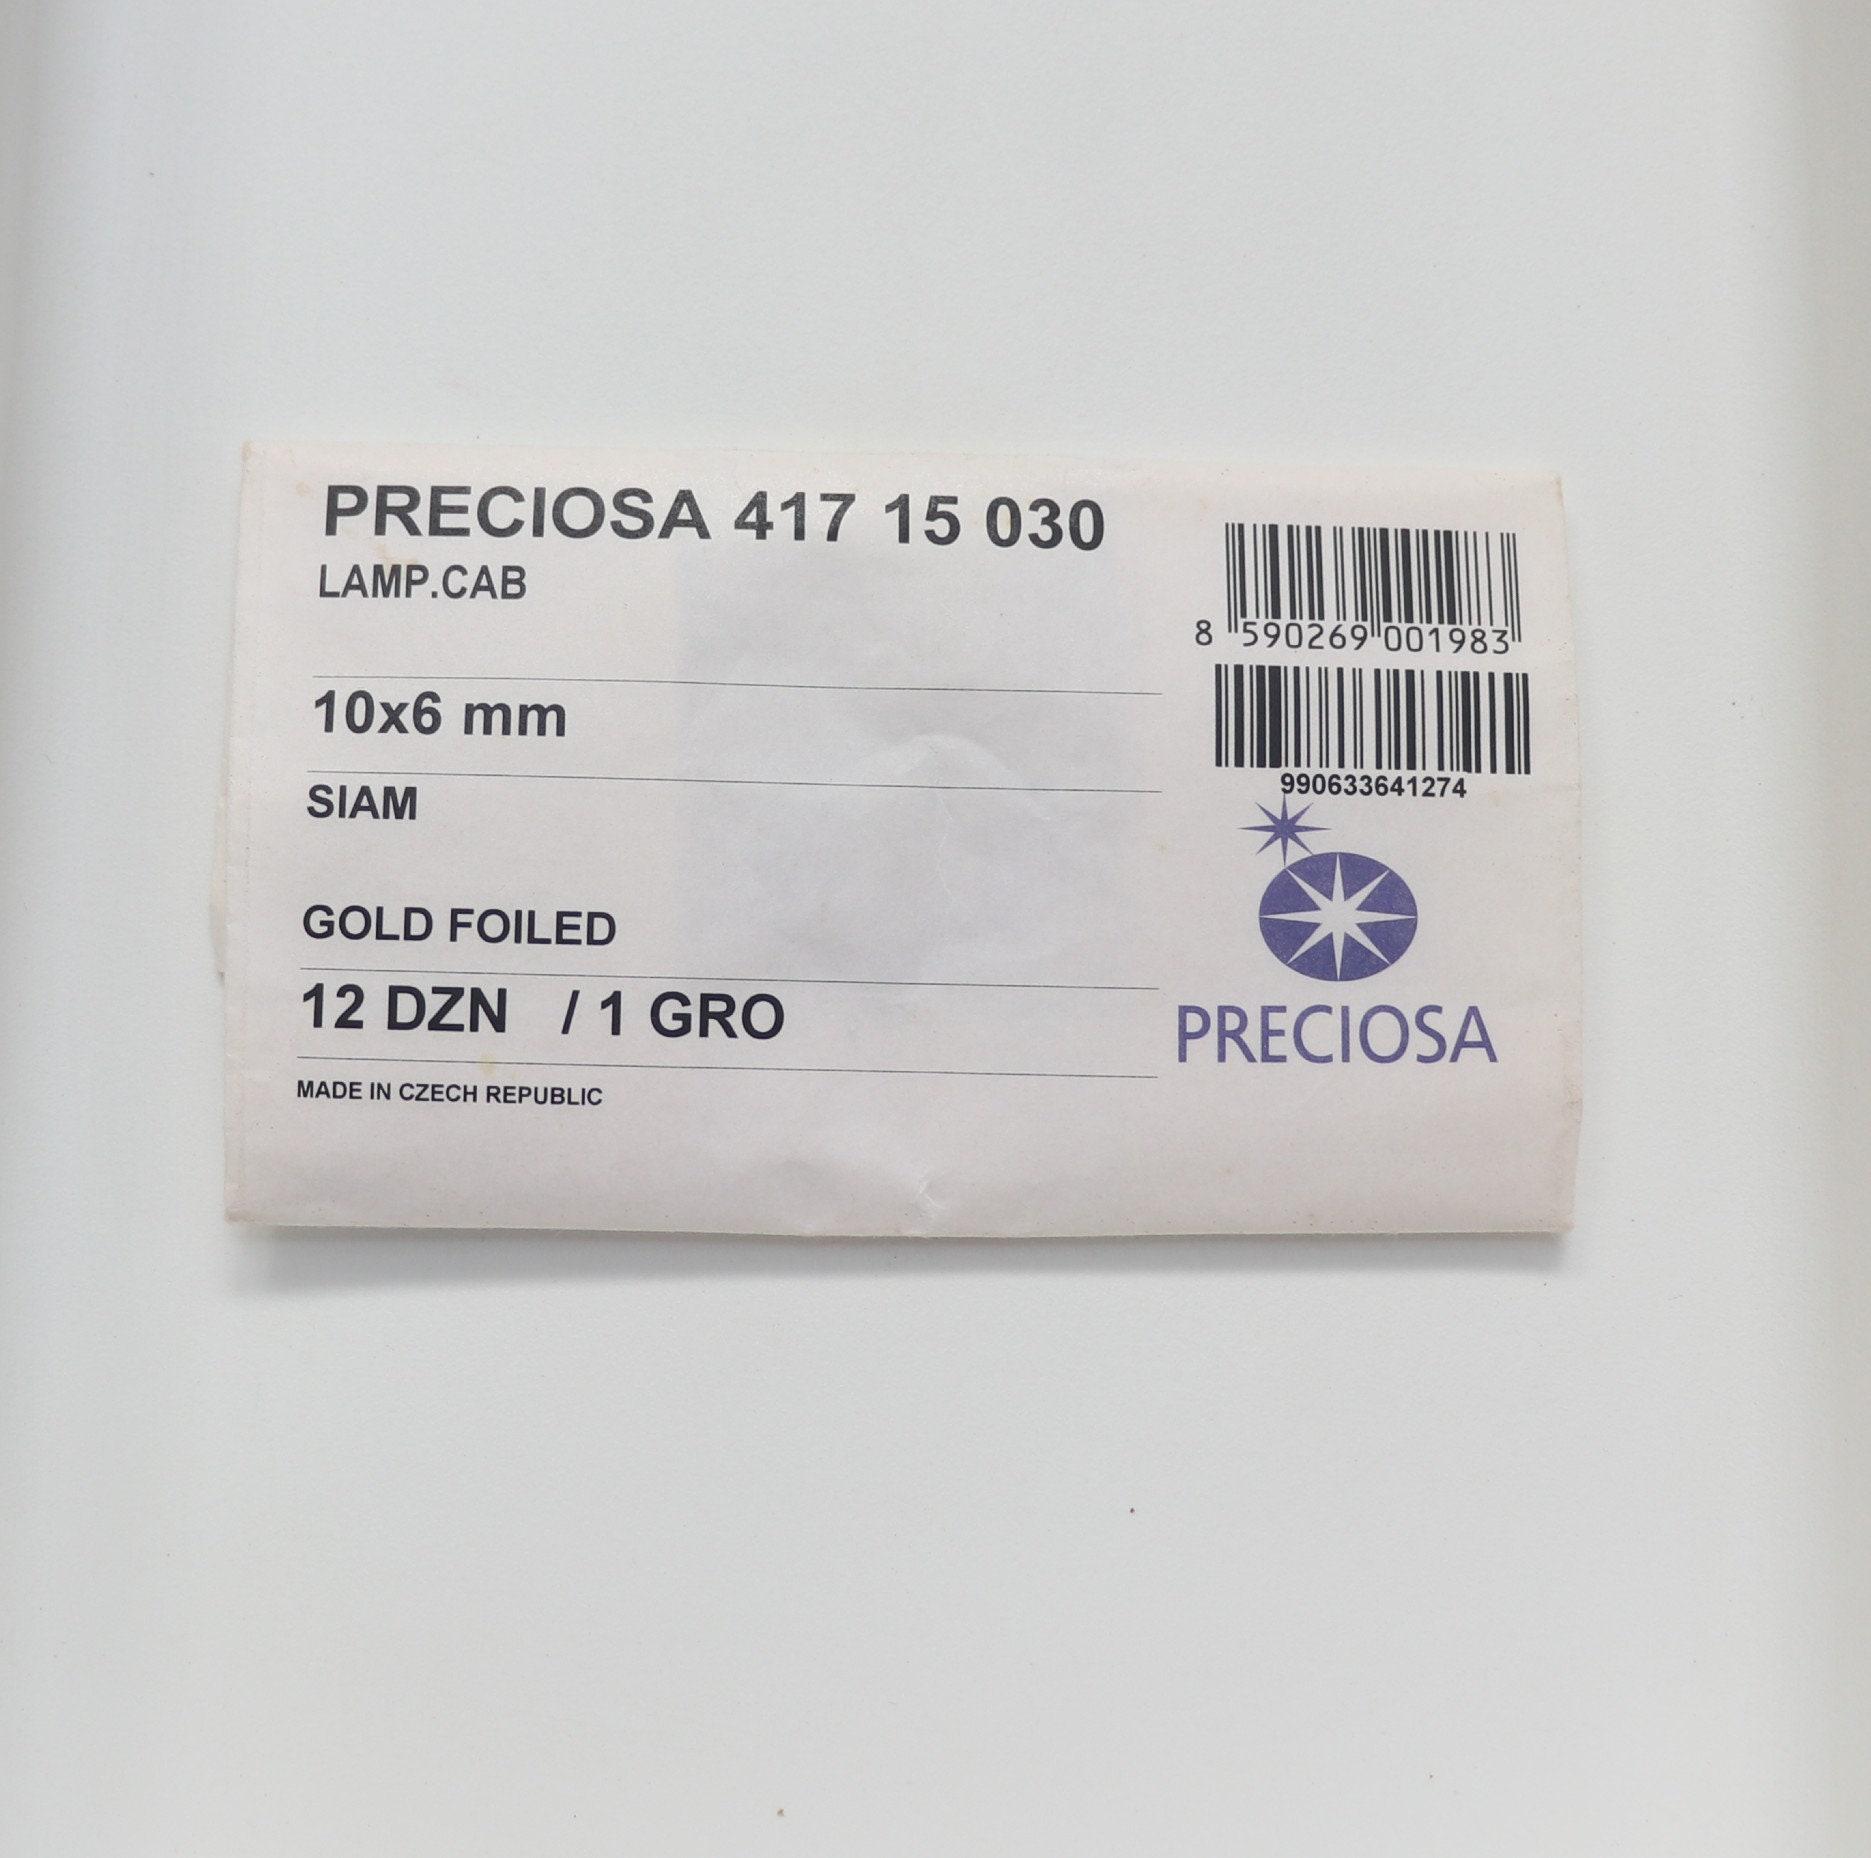 PRECIOSA 417 15 030
LAMP.CAB
10x6 mm
SIAM
GOLD FOILED
12 DZN / 1 GRO
MADE IN CZECH REPUBLIC
8 590269 001983
990633641274
PRECIOSA